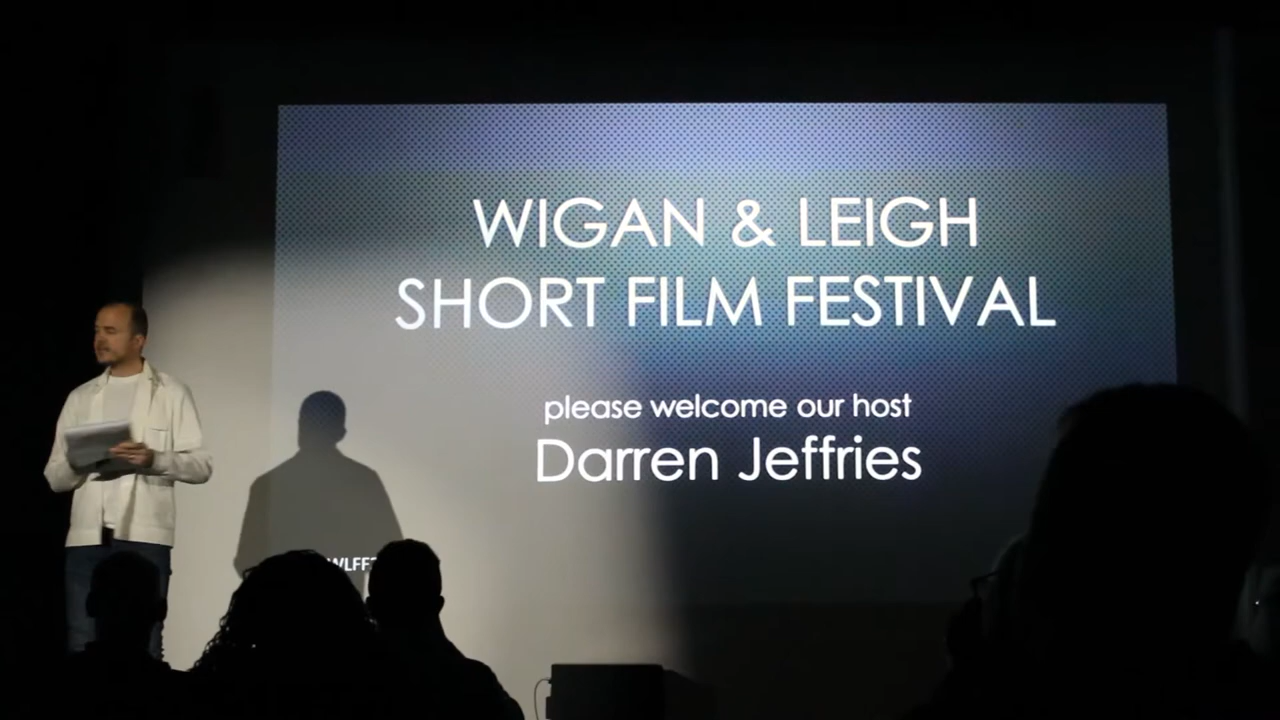 WIGAN & LEIGH
SHORT FILM FESTIVAL
please welcome our host
Darren Jeffries